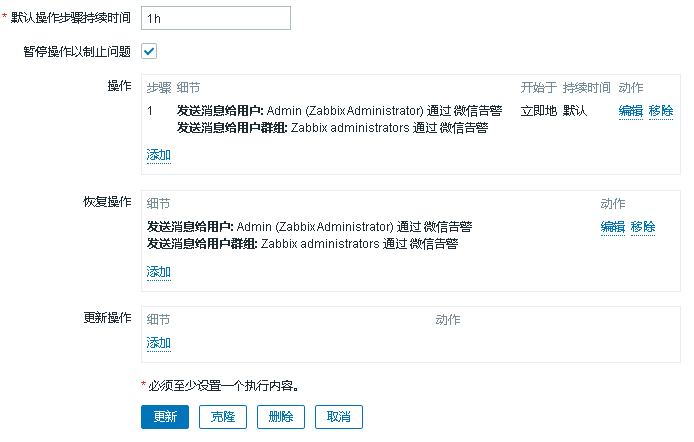 * 默认操作步骤持续时间 1h
暂停操作以制止问题
操作 步骤 细节 开始于 持续时间 动作
1 发送消息给用户: Admin (Zabbix Administrator) 通过 微信告警 立即地 默认 编辑 移除
发送消息给用户群组: Zabbix administrators 通过 微信告警
添加
恢复操作 细节 动作
发送消息给用户: Admin (Zabbix Administrator) 通过 微信告警 编辑 移除
发送消息给用户群组: Zabbix administrators 通过 微信告警
添加
更新操作 细节 动作
添加
* 必须至少设置一个执行内容。
更新 克隆 删除 取消